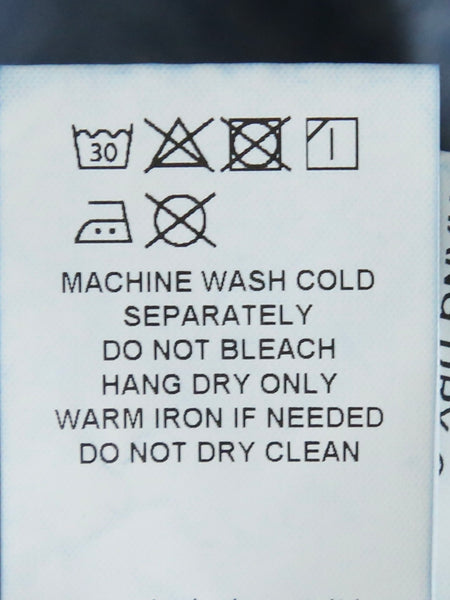 30
MACHINE WASH COLD
SEPARATELY
DO NOT BLEACH
HANG DRY ONLY
WARM IRON IF NEEDED
DO NOT DRY CLEAN